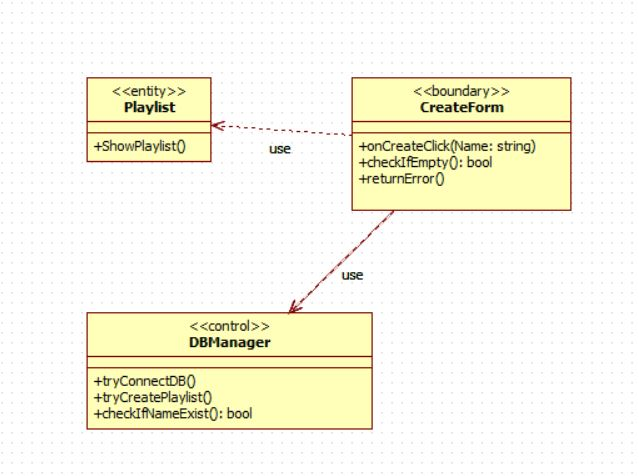 <<entity>>
Playlist
+ShowPlaylist()
<<boundary>>
CreateForm
+onCreateClick(Name: string)
+checkIfEmpty(): bool
+returnError()
use
use
<<control>>
DBManager
+tryConnectDB()
+tryCreatePlaylist()
+checkIfNameExist(): bool